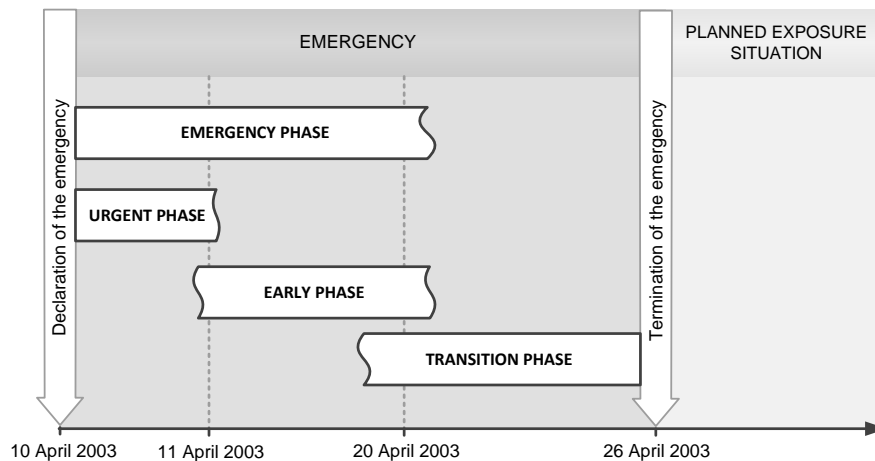 EMERGENCY
PLANNED EXPOSURE
SITUATION
Declaration of the emergency
Termination of the emergency
EMERGENCY PHASE
URGENT PHASE
EARLY PHASE
TRANSITION PHASE
10 April 2003
11 April 2003
20 April 2003
26 April 2003